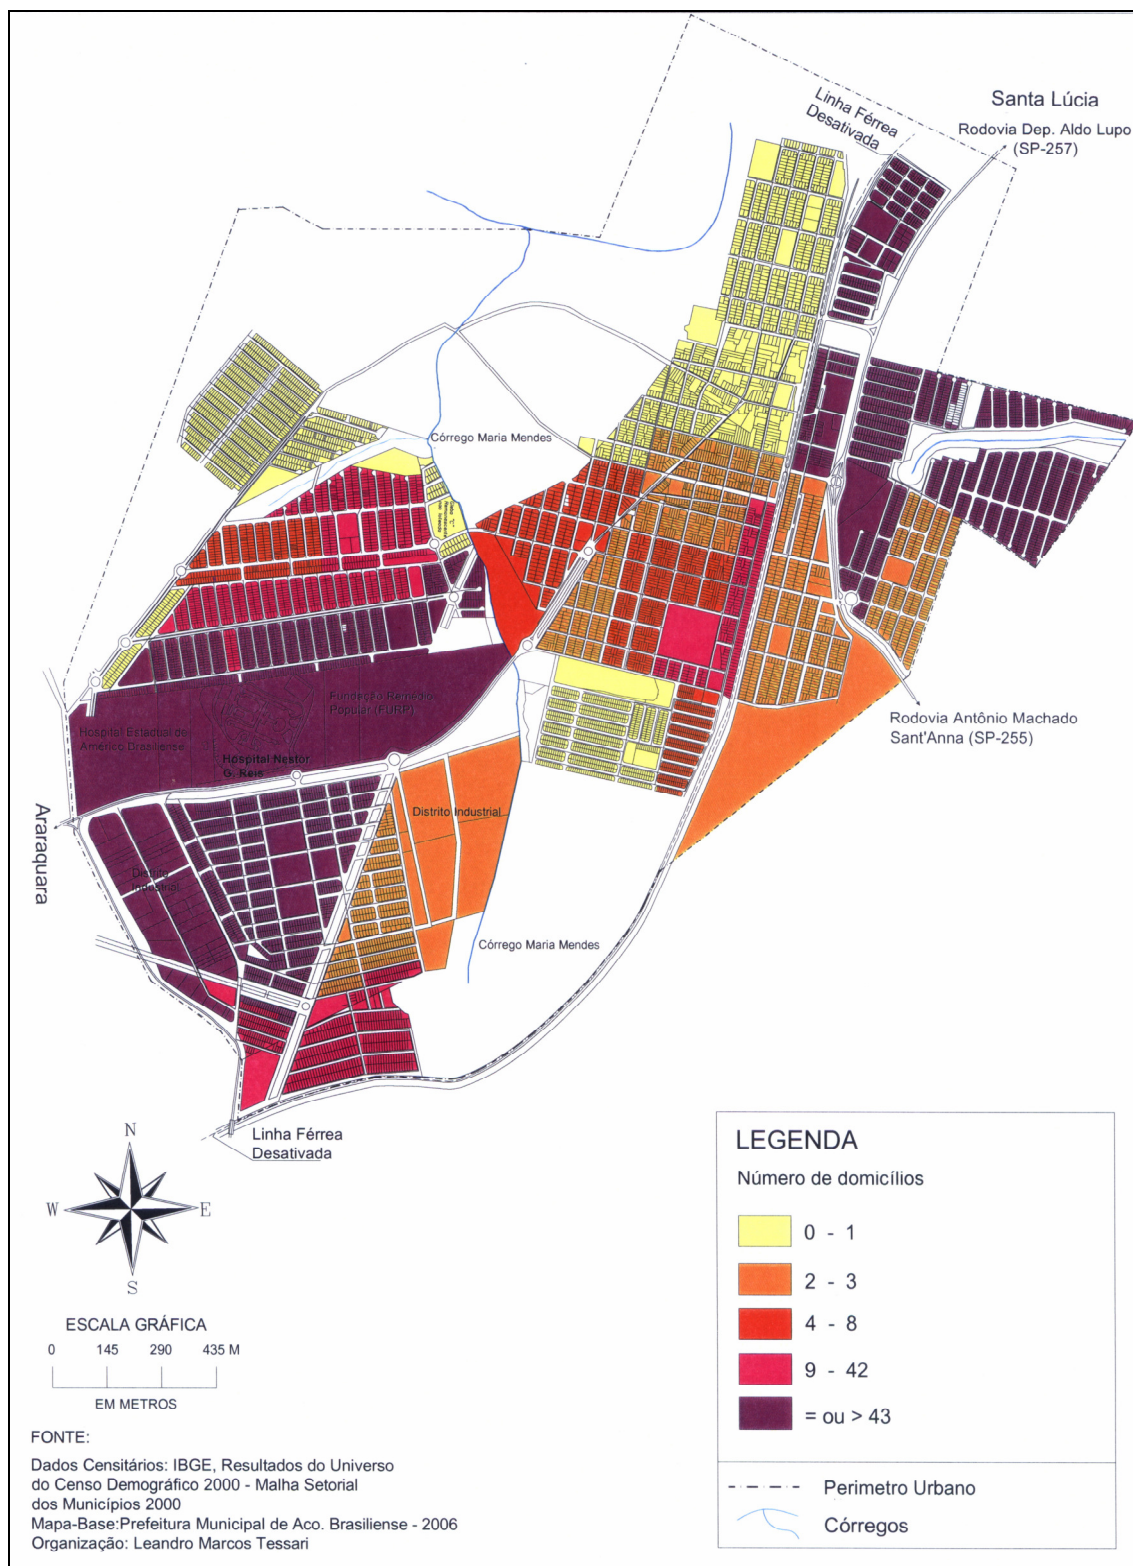 Santa Lúcia
Rodovia Dep. Aldo Lupo
(SP-257)
Linha Férrea
Desativada
Córrego Maria Mendes
Fundação Remédio
Popular (FURP)
Hospital Estadual de
Américo Brasiliense
Hospital Nestor
G. Reis
Rodovia Antônio Machado
Sant'Anna (SP-255)
Araraquara
Distrito Industrial
Distrito
Industrial
Córrego Maria Mendes
Linha Férrea
Desativada
N
W
E
S
ESCALA GRÁFICA
0 145 290 435 M
EM METROS
LEGENDA
Número de domicílios
0 - 1
2 - 3
4 - 8
9 - 42
= ou > 43
Perimetro Urbano
Córregos
FONTE:
Dados Censitários: IBGE, Resultados do Universo
do Censo Demográfico 2000 - Malha Setorial
dos Municípios 2000
Mapa-Base:Prefeitura Municipal de Aco. Brasiliense - 2006
Organização: Leandro Marcos Tessari